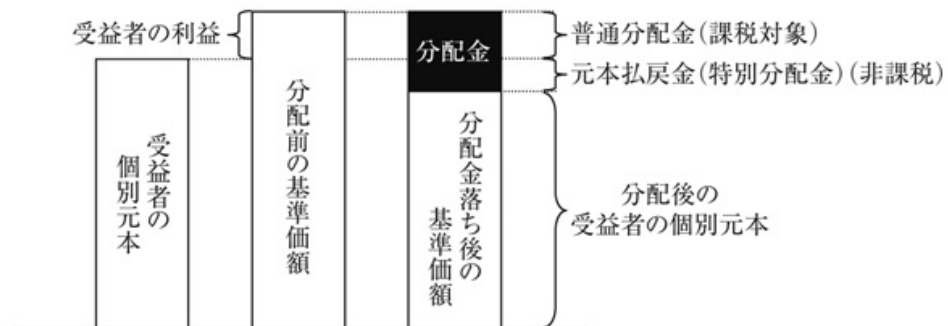 受益者の利益
分配金
普通分配金(課税対象)
元本払戻金(特別分配金)(非課税)
受益者の
個別元本
分配前の基準価額
分配金落ち後の
基準価額
分配後の
受益者の個別元本